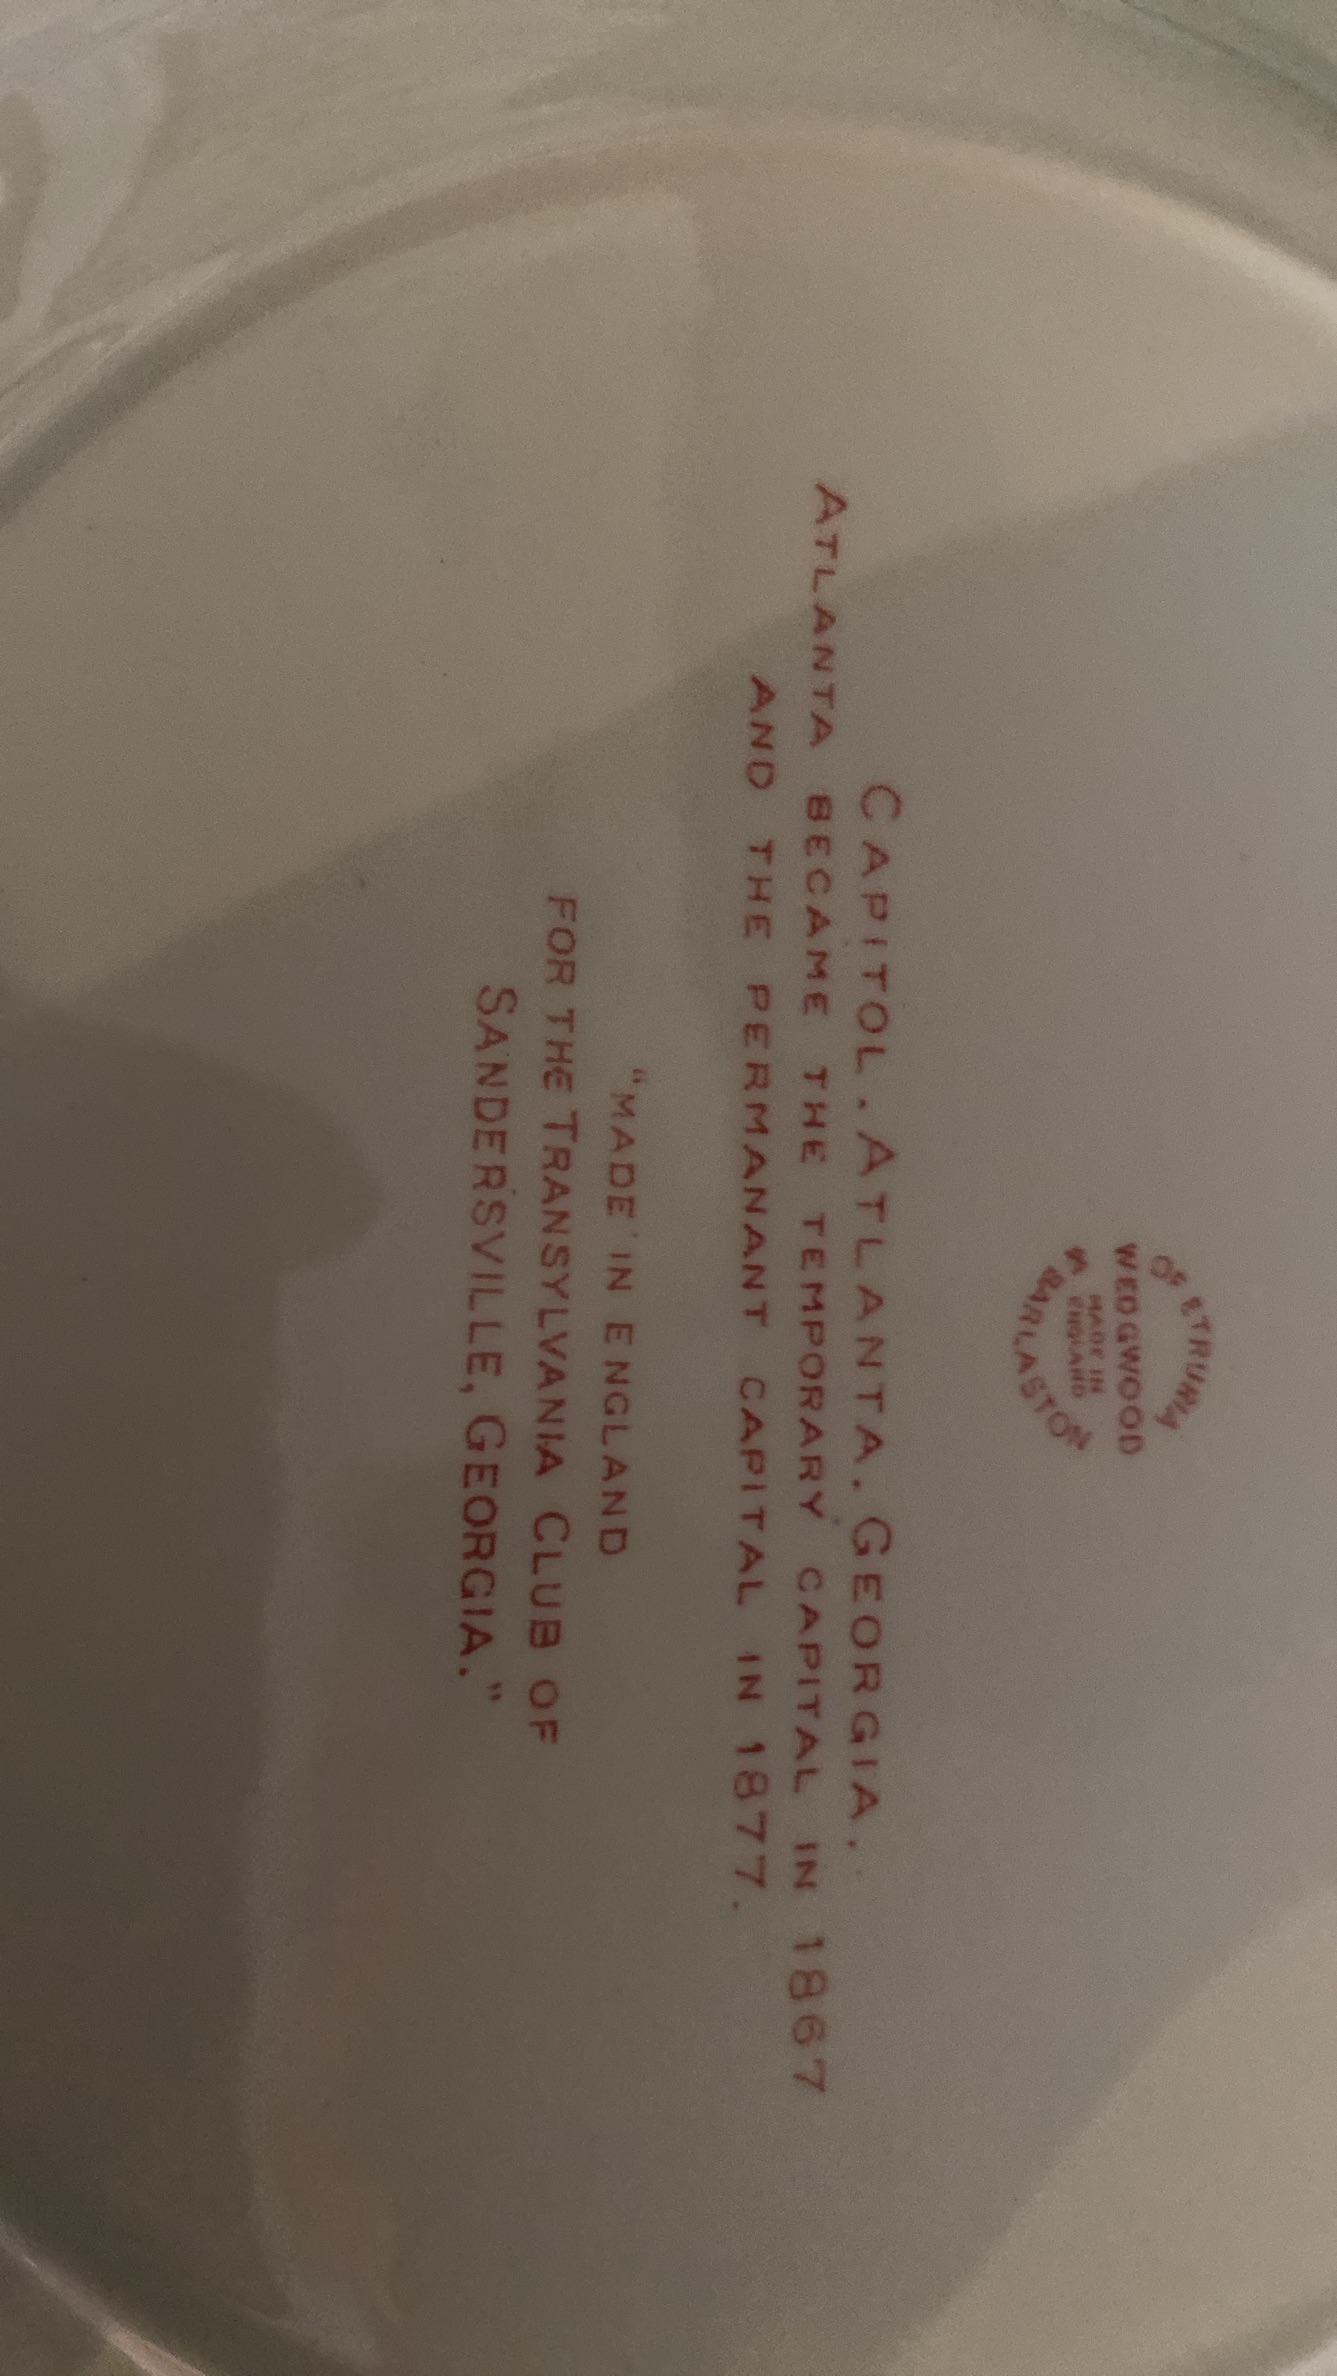 OF ETRURIA
WEDGWOOD
MADE IN
ENGLAND
& BARLASTON
CAPITOL. ATLANTA. GEORGIA.
ATLANTA BECAME THE TEMPORARY CAPITAL IN 1867
AND THE PERMANANT CAPITAL IN 1877.
"MADE IN ENGLAND
FOR THE TRANSYLVANIA CLUB OF
SANDERSVILLE, GEORGIA."